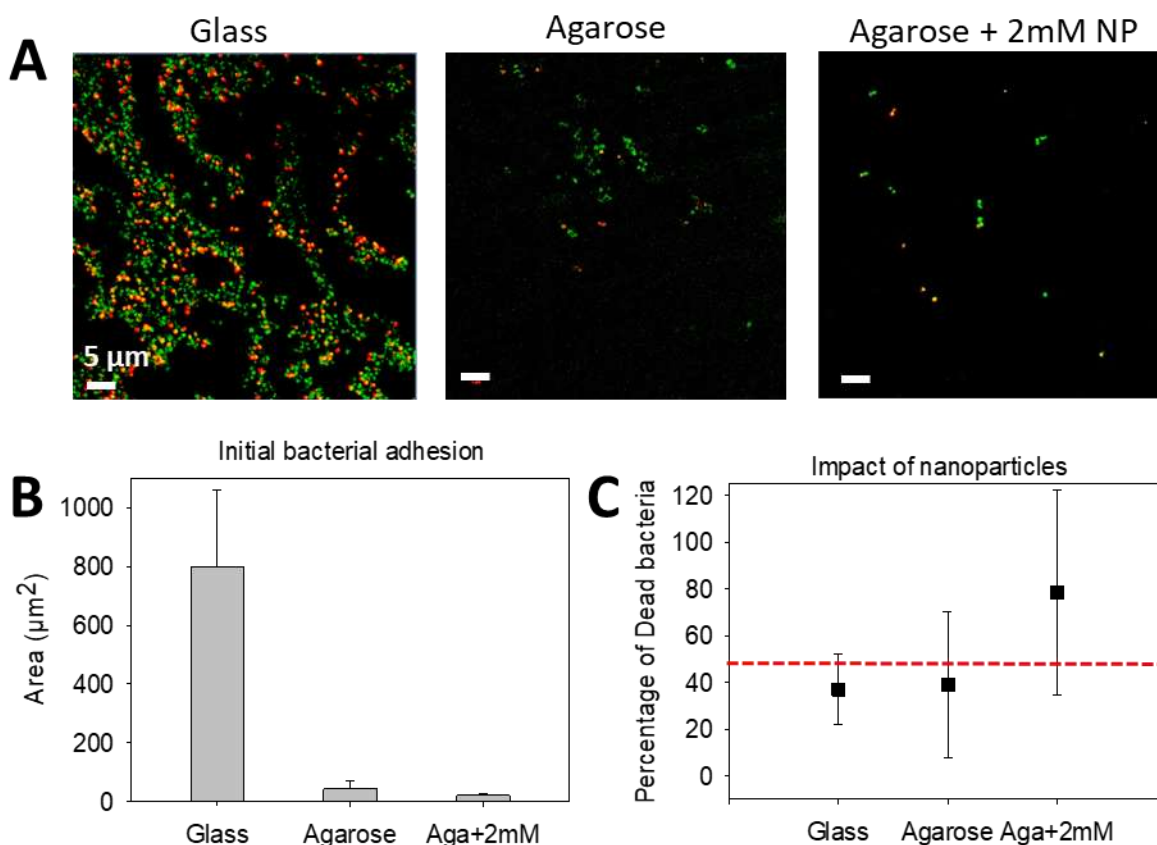 A
Glass
Agarose
Agarose + 2mM NP
5 µm
B
Initial bacterial adhesion
Area (µm²)
1000
800
600
400
200
0
Glass
Agarose
Aga+2mM
C
Impact of nanoparticles
Percentage of Dead bacteria
120
100
80
60
40
20
0
Glass
Agarose
Aga+2mM